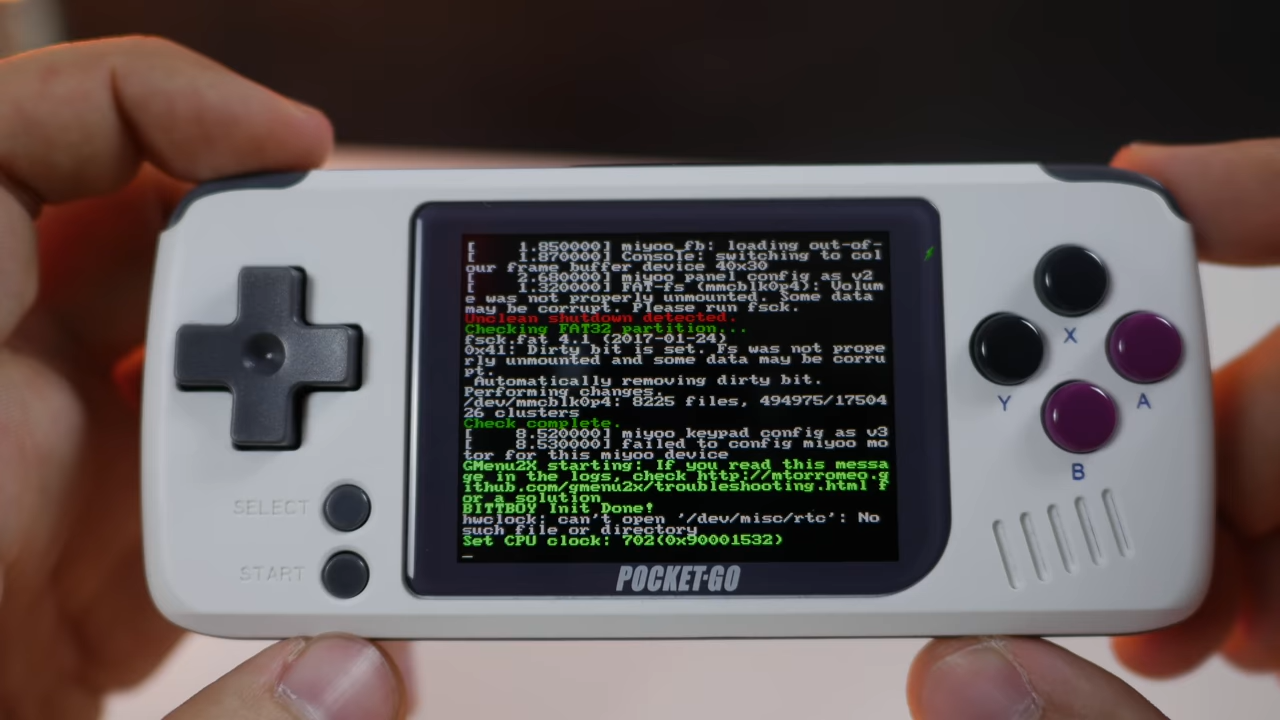 [    1.850000] miyoo_fb: loading out-of-
[    1.870000] Console: switching to col
our frame buffer device 40x30
[    2.680000] miyoo panel config as v2
[    1.320000] FAT-fs (mmcblk0p4): Volum
e was not properly unmounted. Some data
may be corrupt. Please run fsck.
Unclean shutdown detected.
Checking FAT32 partition...
fsck.fat 4.1 (2017-01-24)
0x41: Dirty bit is set. Fs was not prope
rly unmounted and some data may be corru
pt.
Automatically removing dirty bit.
Performing changes.
/dev/mmcblk0p4: 8225 files, 494975/17504
26 clusters
Check complete.
[    8.520000] miyoo keypad config as v3
[    8.530000] failed to config miyoo mo
tor for this miyoo device
GMenu2X starting: If you read this messa
ge in the logs, check http://mtorromeo.g
ithub.com/gmenu2x/troubleshooting.html f
or a solution
BITTBOY Init Done!
hwclock: can't open '/dev/misc/rtc': No
such file or directory
Set CPU clock: 702(0x90001532)
_
POCKET·GO
SELECT
START
X
Y
A
B